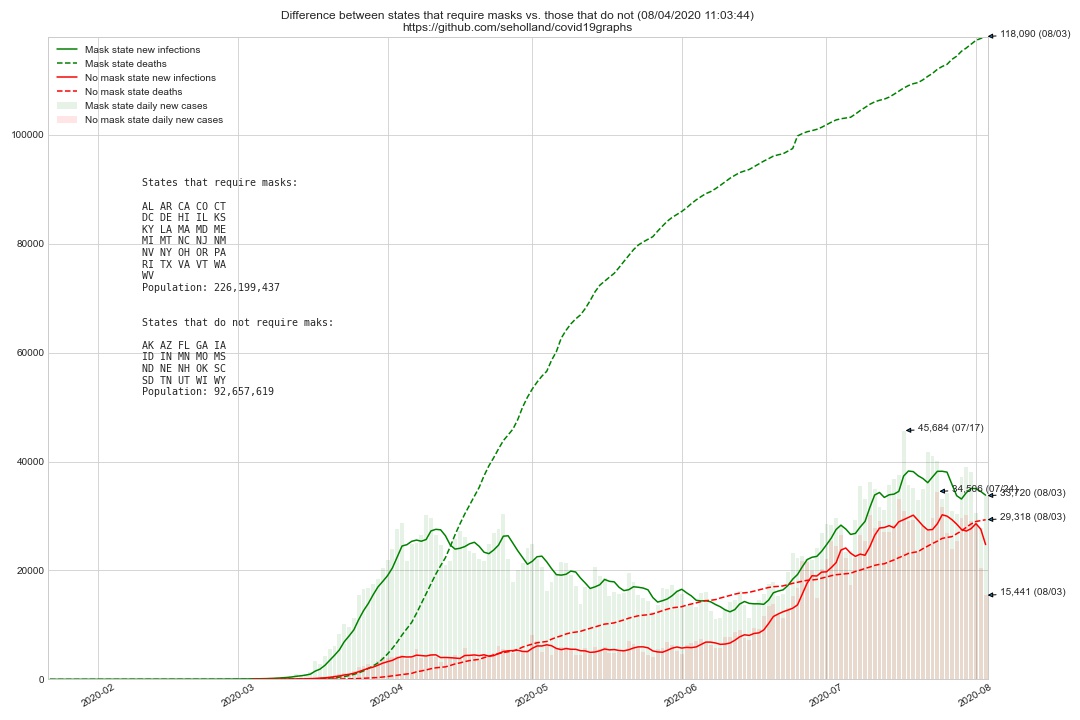 Difference between states that require masks vs. those that do not (08/04/2020 11:03:44)
https://github.com/seholland/covid19graphs
118,090 (08/03)
Mask state new infections
Mask state deaths
No mask state new infections
No mask state deaths
Mask state daily new cases
No mask state daily new cases
100000
States that require masks:
AL AR CA CO CT
DC DE HI IL KS
KY LA MA MD ME
MI MT NC NJ NM
NV NY OH OR PA
RI TX VA VT WA
WV
Population: 226,199,437
80000
States that do not require maks:
AK AZ FL GA IA
ID IN MN MO MS
ND NE NH OK SC
SD TN UT WI WY
Population: 92,657,619
60000
45,684 (07/17)
40000
34,506 (07/24)
33,720 (08/03)
29,318 (08/03)
20000
15,441 (08/03)
0
2020-02
2020-03
2020-04
2020-05
2020-06
2020-07
2020-08